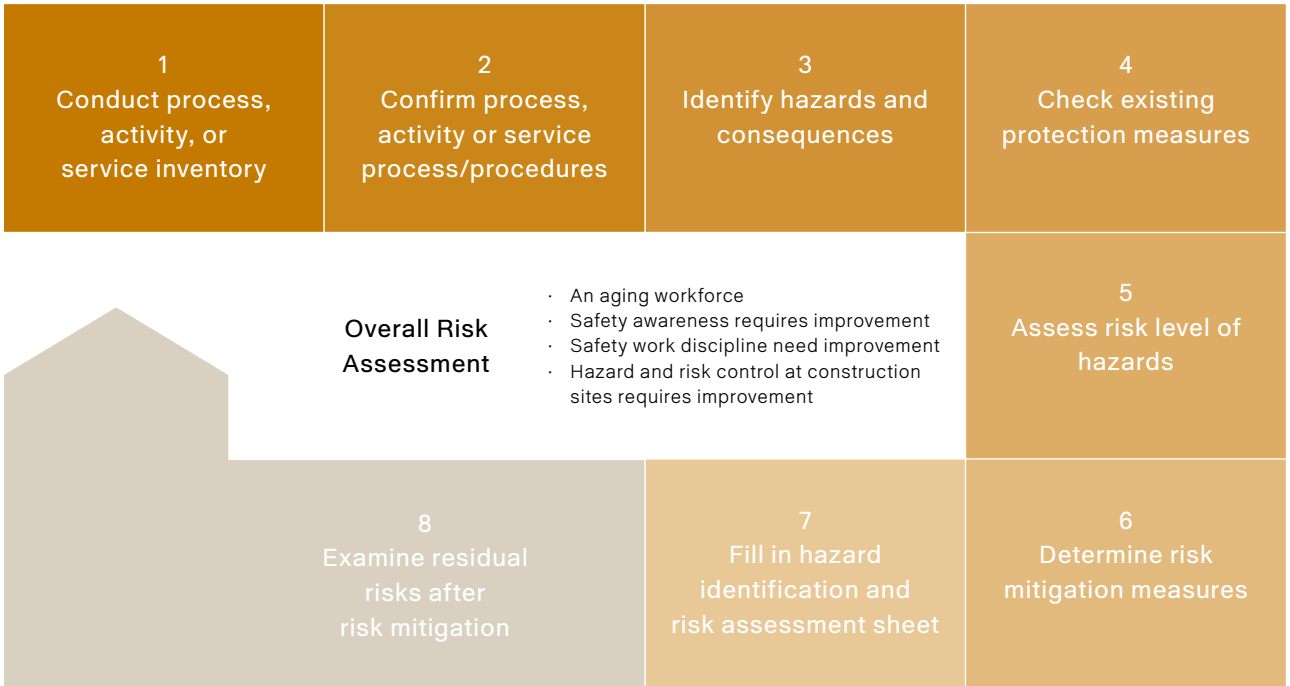 1
Conduct process,
activity, or
service inventory
2
Confirm process,
activity or service
process/procedures
3
Identify hazards and
consequences
4
Check existing
protection measures
Overall Risk
Assessment
· An aging workforce
· Safety awareness requires improvement
· Safety work discipline need improvement
· Hazard and risk control at construction
sites requires improvement
5
Assess risk level of
hazards
6
Determine risk
mitigation measures
7
Fill in hazard
identification and
risk assessment sheet
8
Examine residual
risks after
risk mitigation